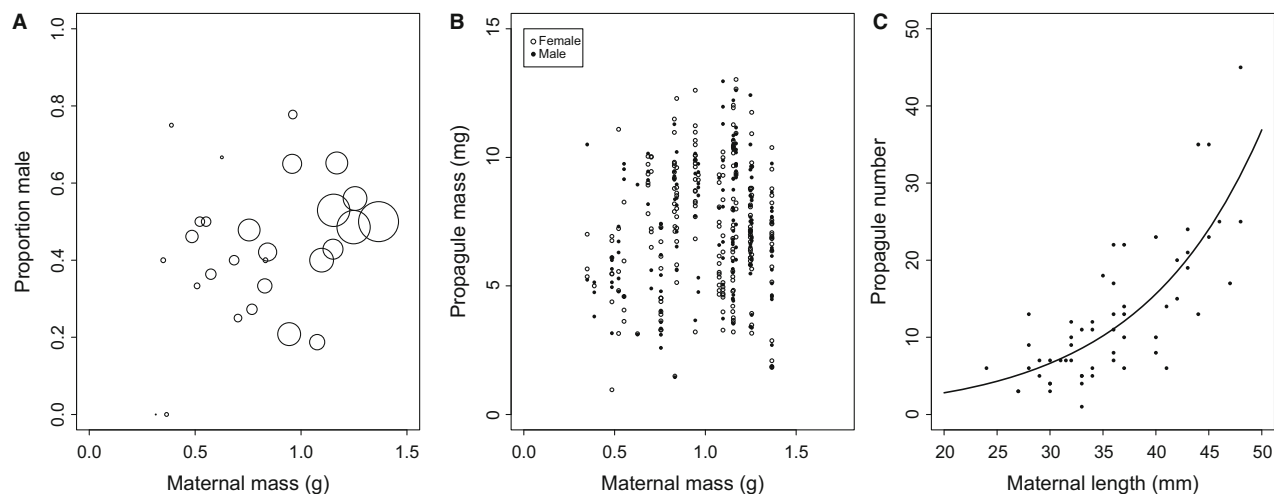 A
Proportion male
1.0
0.8
0.6
0.4
0.2
0.0
0.0 0.5 1.0 1.5
Maternal mass (g)
B
Propagule mass (mg)
15
10
5
0
Female
Male
0.0 0.5 1.0 1.5
Maternal mass (g)
C
Propagule number
50
40
30
20
10
0
20 25 30 35 40 45 50
Maternal length (mm)